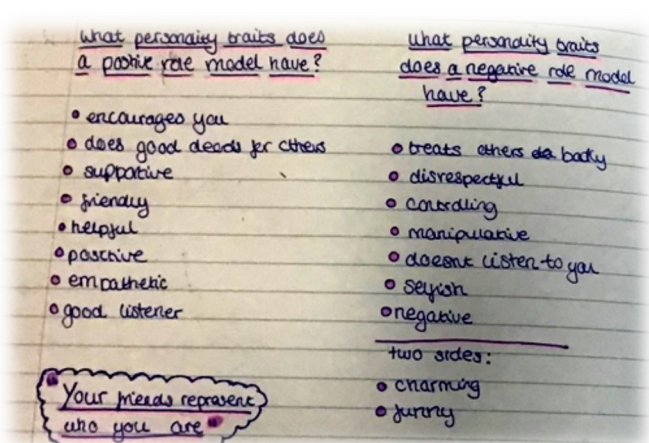 What personality traits does
a positive role model have?
• encourages you
• does good deeds for others
• supportive
• friendly
• helpful
• positive
• empathetic
• good listener
"Your friends represent
who you are"
What personality traits
does a negative role model
have?
• treats others badly
• disrespectful
• controlling
• manipulative
• doesnt listen to you
• selfish
• negative
two sides:
• charming
• funny